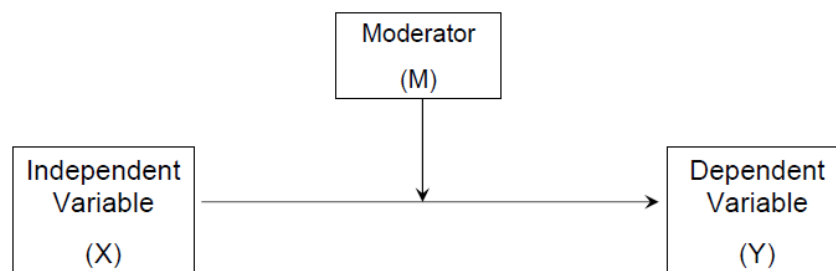 Moderator
(M)
Independent
Variable
(X)
Dependent
Variable
(Y)